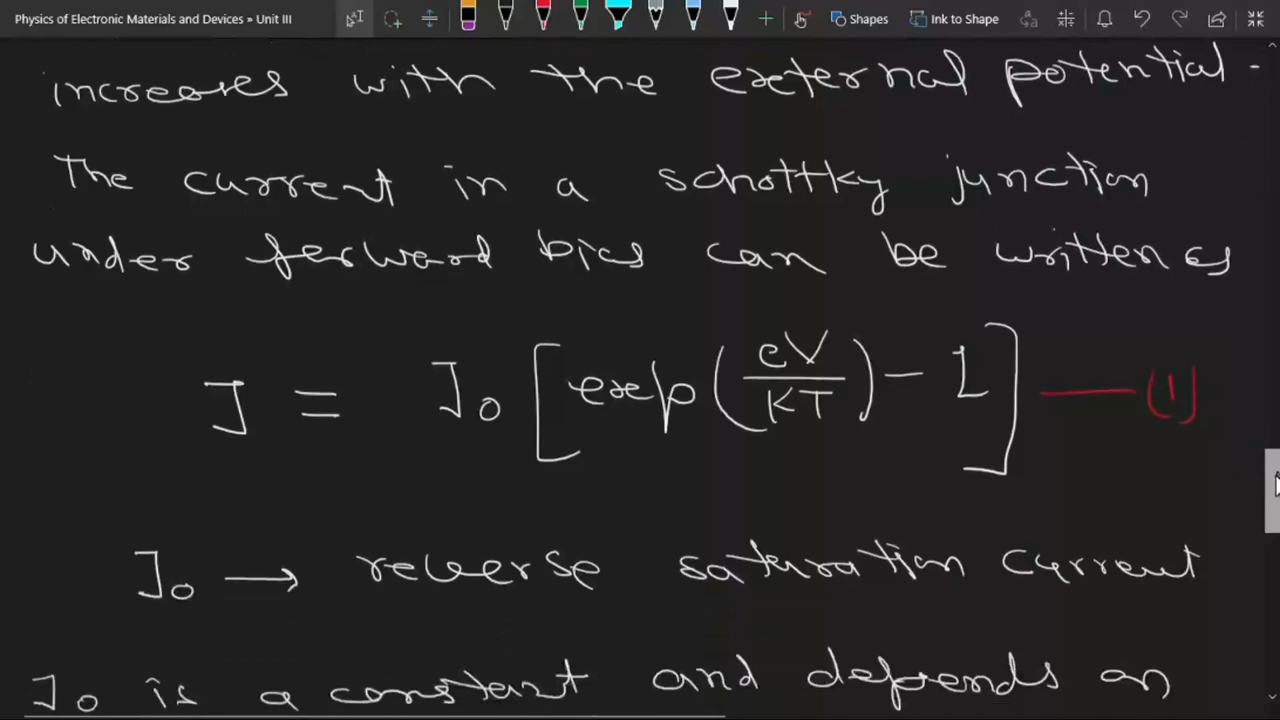 Physics of Electronic Materials and Devices » Unit III
Shapes
Ink to Shape
increases with the external potential.
The current in a schottky junction
under forward bias can be written as
J = J₀ [exp(eV/KT) - 1] — (1)
J₀ → reverse saturation current
J₀ is a constant and depends on